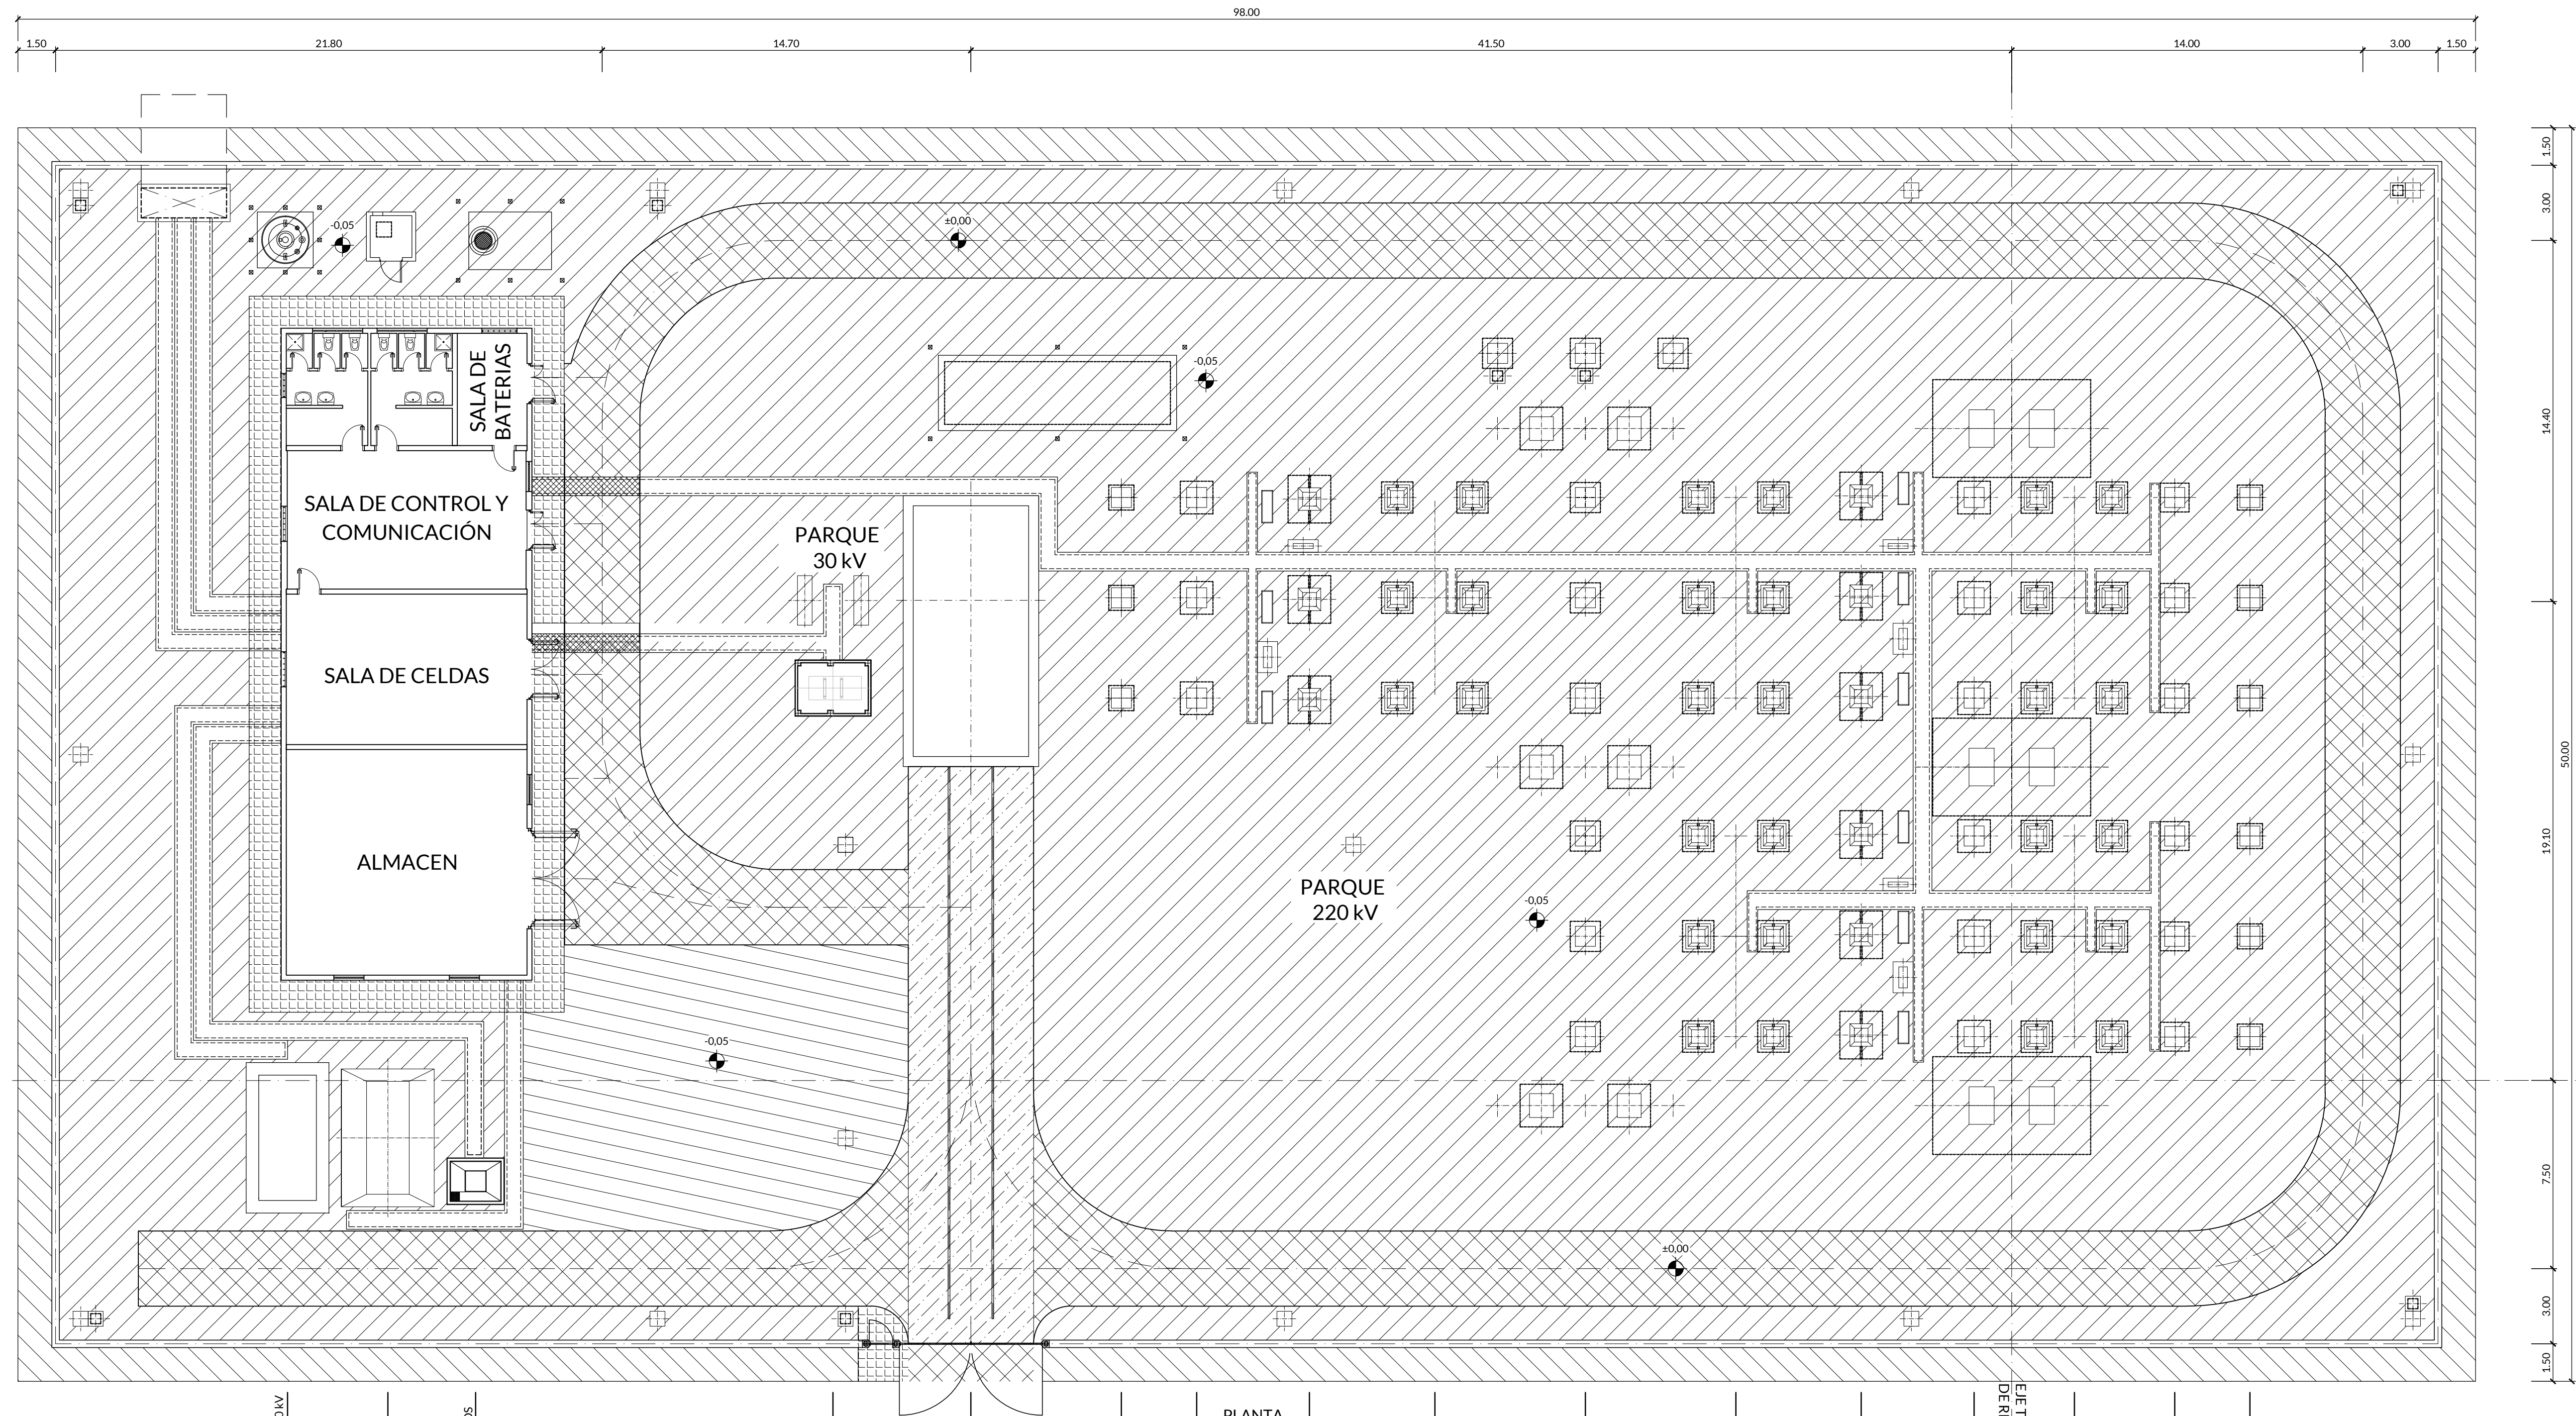 98.00
1.50
21.80
14.70
41.50
14.00
3.00
1.50
1.50
3.00
14.40
19.10
7.50
3.00
1.50
50.00
-0,05
±0,00
-0,05
SALA DE
BATERIAS
SALA DE CONTROL Y
COMUNICACIÓN
PARQUE
30 kV
SALA DE CELDAS
ALMACEN
PARQUE
220 kV
-0,05
-0,05
±0,00
kV
PLANTA